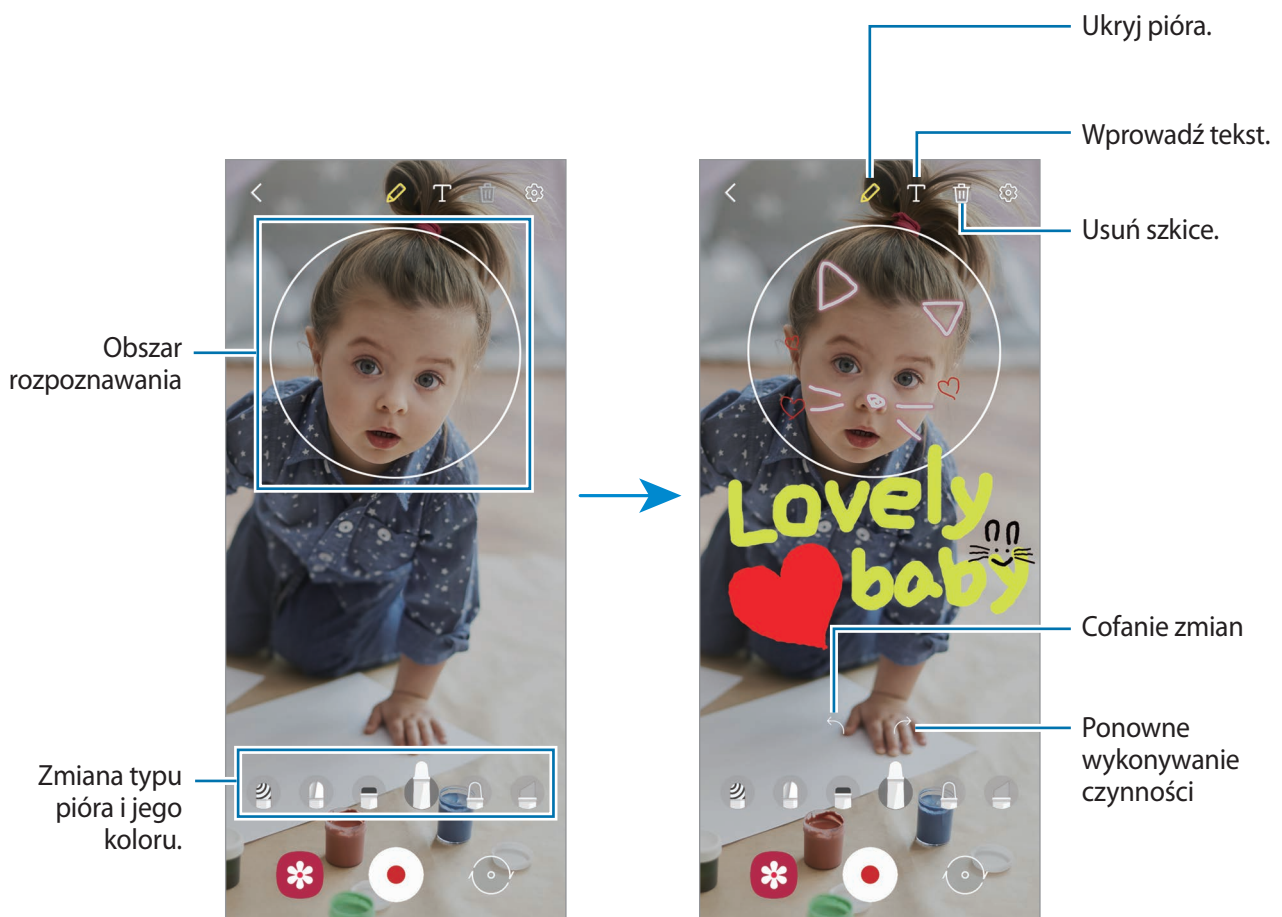 Ukryj pióra.
Wprowadź tekst.
T
T
Usuń szkice.
Obszar
rozpoznawania
Lovely
baby
Cofanie zmian
Zmiana typu
pióra i jego
koloru.
Ponowne
wykonywanie
czynności